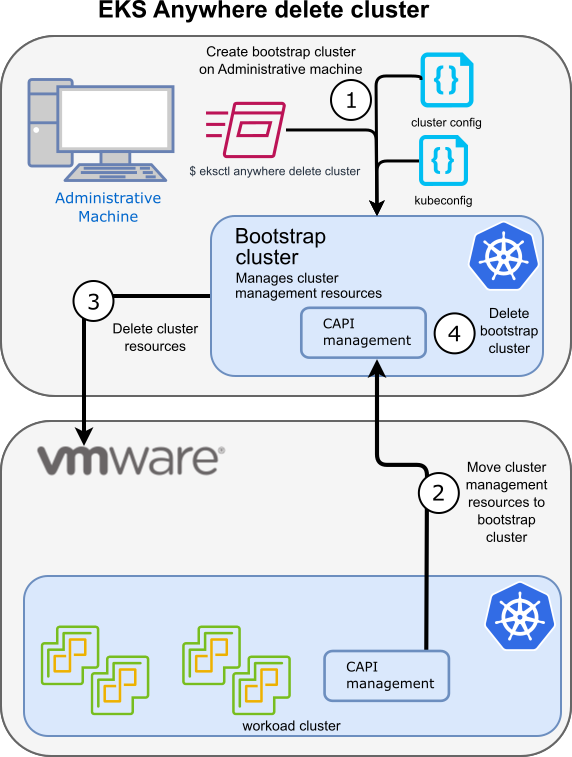 EKS Anywhere delete cluster
Create bootstrap cluster
on Administrative machine
1
{}
cluster config
$ eksctl anywhere delete cluster
{}
kubeconfig
Administrative
Machine
Bootstrap
cluster
Manages cluster
management resources
CAPI
management
4
Delete
bootstrap
cluster
3
Delete cluster
resources
vmware®
2
Move cluster
management
resources to
bootstrap
cluster
CAPI
management
workoad cluster